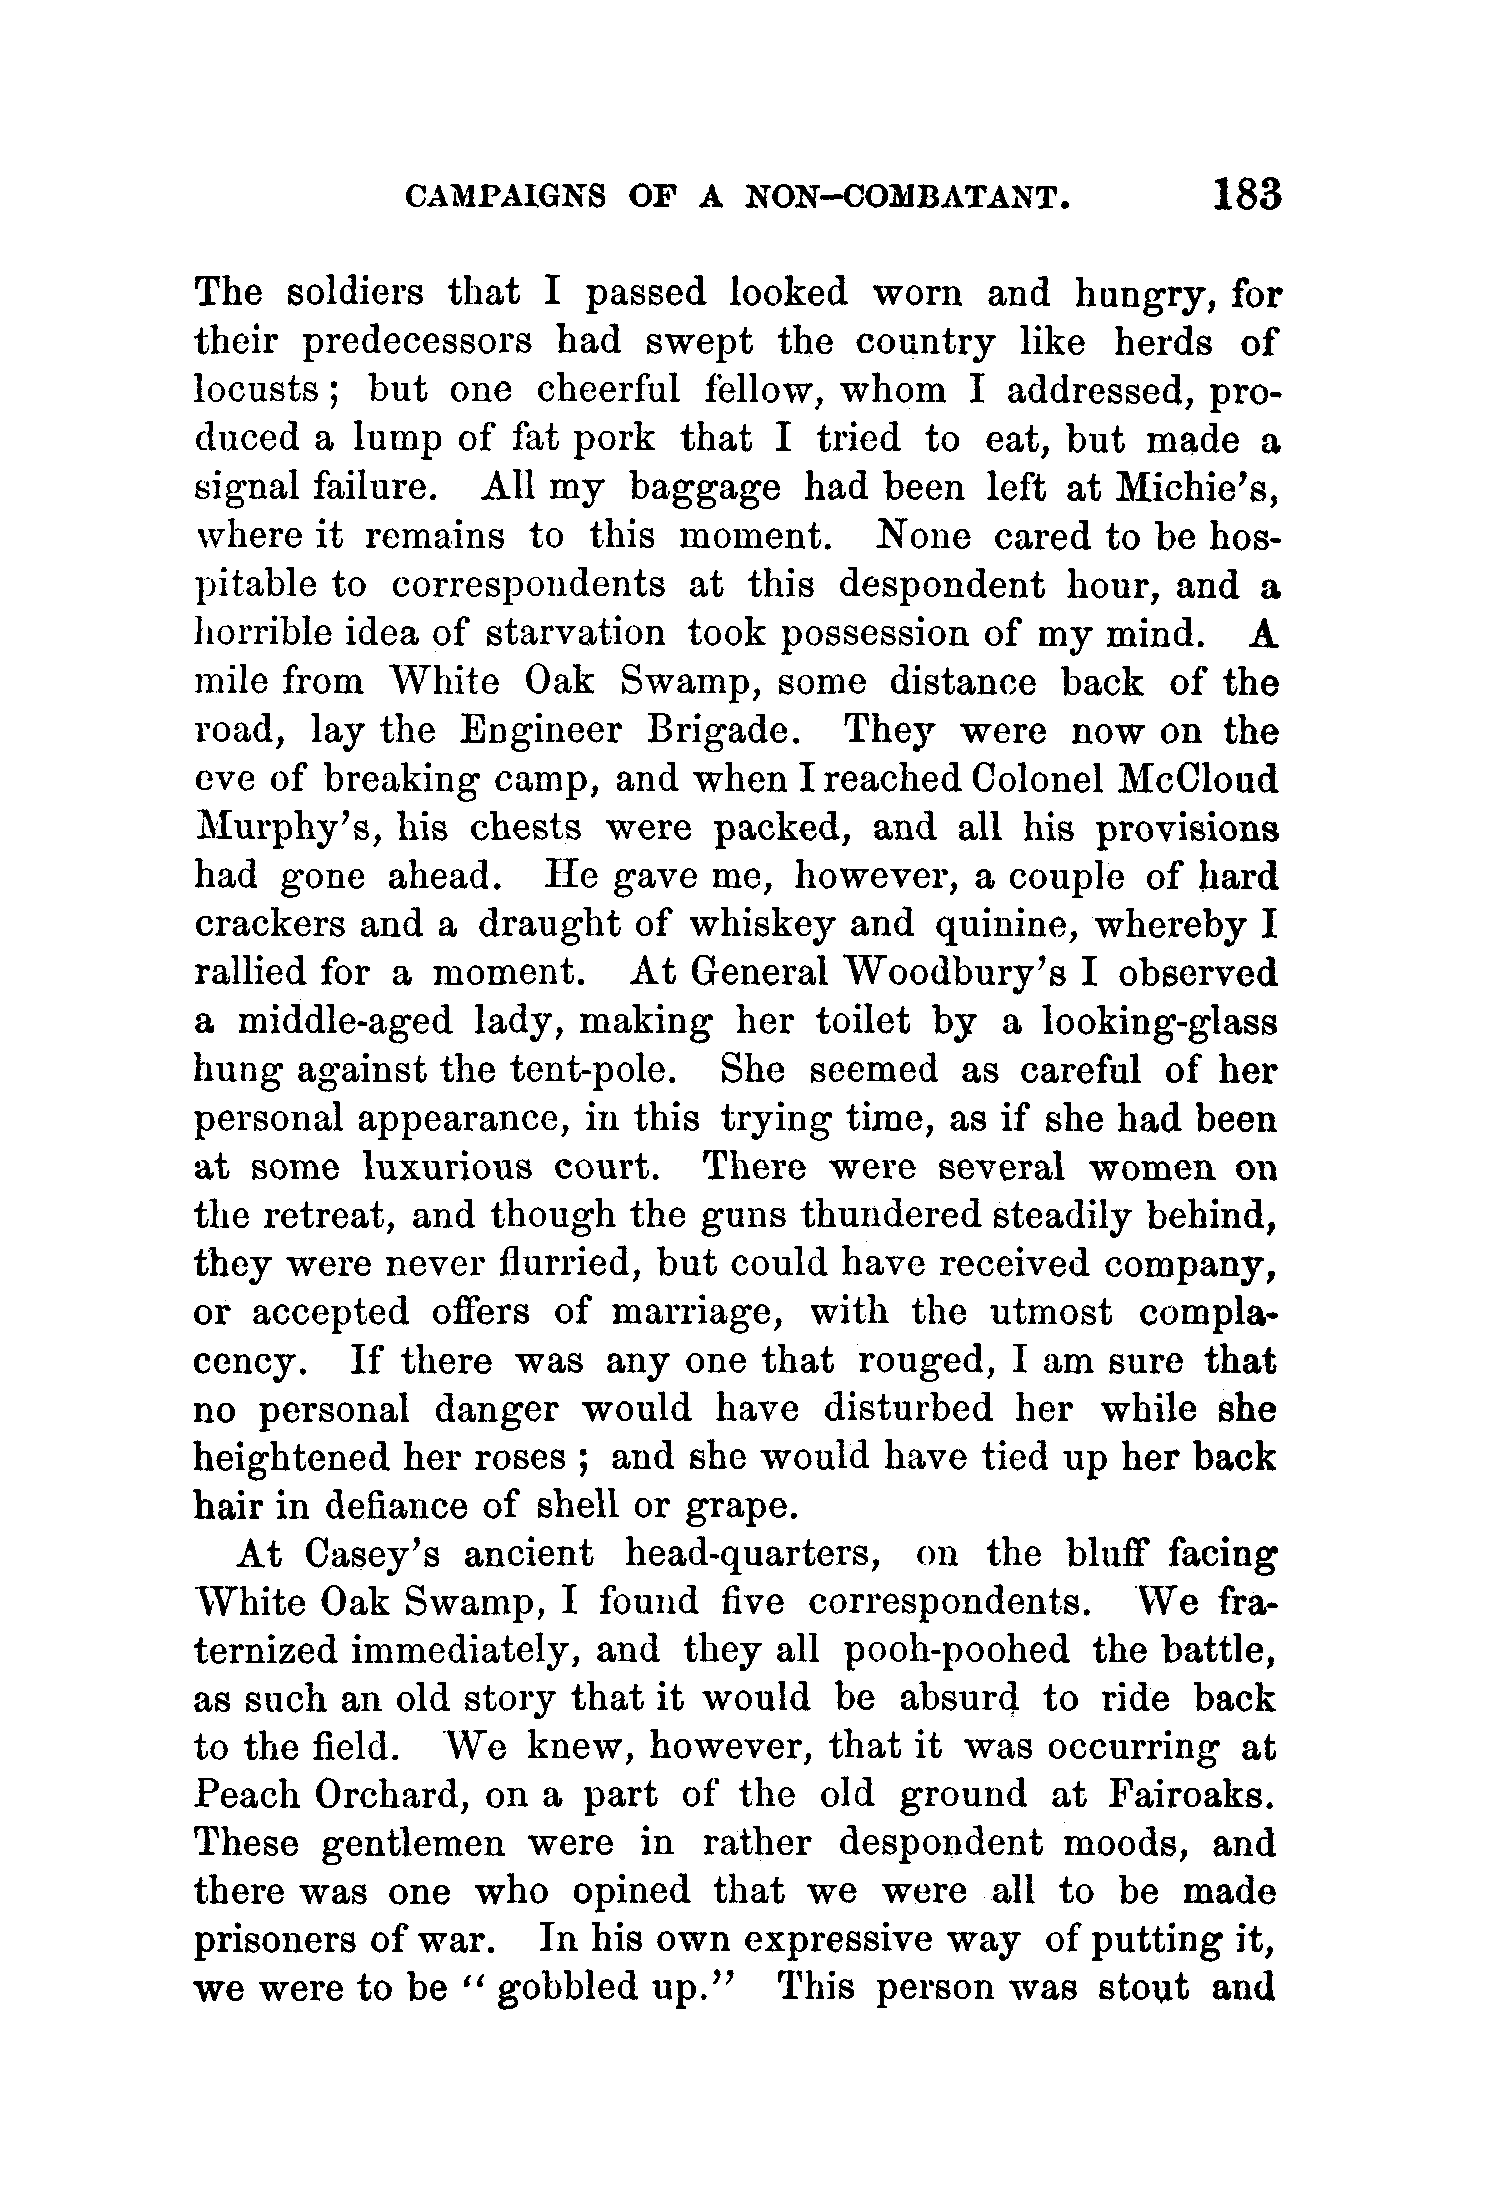 CAMPAIGNS OF A NON-COMBATANT. 183
The soldiers that I passed looked worn and hungry, for
their predecessors had swept the country like herds of
locusts; but one cheerful fellow, whom I addressed, pro-
duced a lump of fat pork that I tried to eat, but made a
signal failure. All my baggage had been left at Michie's,
where it remains to this moment. None cared to be hos-
pitable to correspondents at this despondent hour, and a
horrible idea of starvation took possession of my mind. A
mile from White Oak Swamp, some distance back of the
road, lay the Engineer Brigade. They were now on the
eve of breaking camp, and when I reached Colonel McCloud
Murphy's, his chests were packed, and all his provisions
had gone ahead. He gave me, however, a couple of hard
crackers and a draught of whiskey and quinine, whereby I
rallied for a moment. At General Woodbury's I observed
a middle-aged lady, making her toilet by a looking-glass
hung against the tent-pole. She seemed as careful of her
personal appearance, in this trying time, as if she had been
at some luxurious court. There were several women on
the retreat, and though the guns thundered steadily behind,
they were never flurried, but could have received company,
or accepted offers of marriage, with the utmost compla-
cency. If there was any one that rouged, I am sure that
no personal danger would have disturbed her while she
heightened her roses; and she would have tied up her back
hair in defiance of shell or grape.
At Casey's ancient head-quarters, on the bluff facing
White Oak Swamp, I found five correspondents. We fra-
ternized immediately, and they all pooh-poohed the battle,
as such an old story that it would be absurd to ride back
to the field. We knew, however, that it was occurring at
Peach Orchard, on a part of the old ground at Fairoaks.
These gentlemen were in rather despondent moods, and
there was one who opined that we were all to be made
prisoners of war. In his own expressive way of putting it,
we were to be "gobbled up." This person was stout and